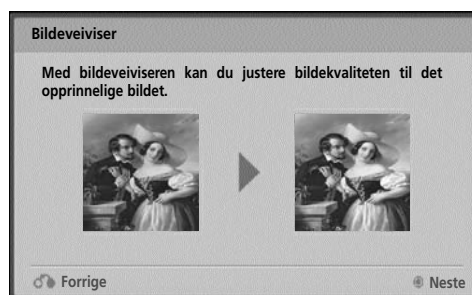 Bildeveiviser
Med bildeveiviseren kan du justere bildekvaliteten til det
opprinnelige bildet.
Forrige
Neste